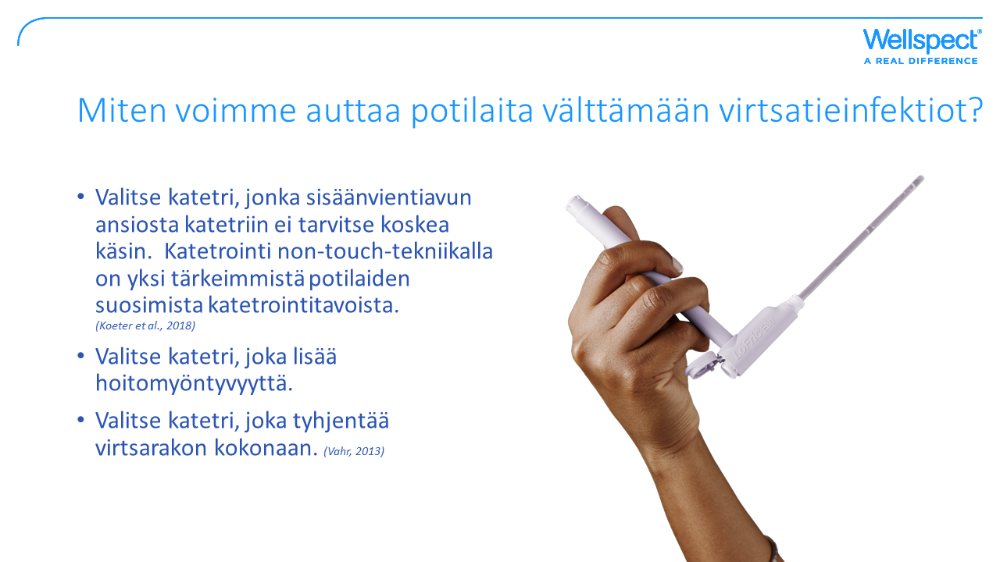 Wellspect®
A REAL DIFFERENCE
Miten voimme auttaa potilaita välttämään virtsatieinfektiot?
• Valitse katetri, jonka sisäänvientiavun
ansiosta katetriin ei tarvitse koskea
käsin. Katetrointi non-touch-tekniikalla
on yksi tärkeimmistä potilaiden
suosimista katetrointitavoista.
(Koeter et al., 2018)
• Valitse katetri, joka lisää
hoitomyöntyvyyttä.
• Valitse katetri, joka tyhjentää
virtsarakon kokonaan. (Vahr, 2013)
LoFric Elle